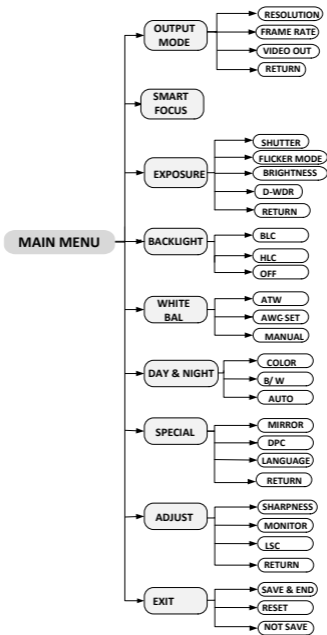 MAIN MENU
OUTPUT
MODE
RESOLUTION
FRAME RATE
VIDEO OUT
RETURN
SMART
FOCUS
EXPOSURE
SHUTTER
FLICKER MODE
BRIGHTNESS
D-WDR
RETURN
BACKLIGHT
BLC
HLC
OFF
WHITE
BAL
ATW
AWC SET
MANUAL
DAY & NIGHT
COLOR
B/ W
AUTO
SPECIAL
MIRROR
DPC
LANGUAGE
RETURN
ADJUST
SHARPNESS
MONITOR
LSC
RETURN
EXIT
SAVE & END
RESET
NOT SAVE